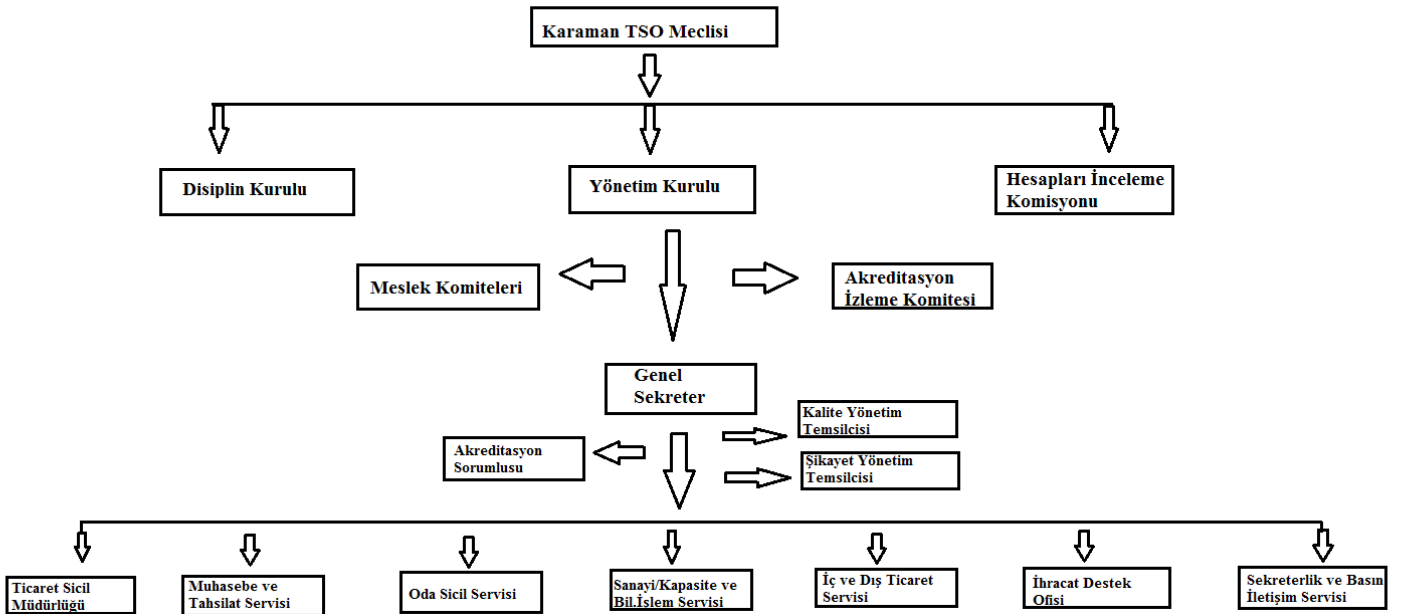 Karaman TSO Meclisi
Disiplin Kurulu
Yönetim Kurulu
Hesapları İnceleme
Komisyonu
Meslek Komiteleri
Akreditasyon
İzleme Komitesi
Genel
Sekreter
Kalite Yönetim
Temsilcisi
Akreditasyon
Sorumlusu
Şikayet Yönetim
Temsilcisi
Ticaret Sicil
Müdürlüğü
Muhasebe ve
Tahsilat Servisi
Oda Sicil Servisi
Sanayi/Kapasite ve
Bil.İşlem Servisi
İç ve Dış Ticaret
Servisi
İhracat Destek
Ofisi
Sekreterlik ve Basın
İletişim Servisi